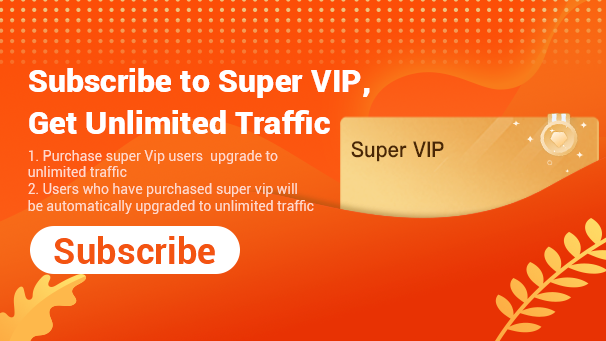 Subscribe to Super VIP,
Get Unlimited Traffic
1. Purchase super Vip users  upgrade to
unlimited traffic
2. Users who have purchased super vip will
be automatically upgraded to unlimited traffic
Super VIP
Subscribe